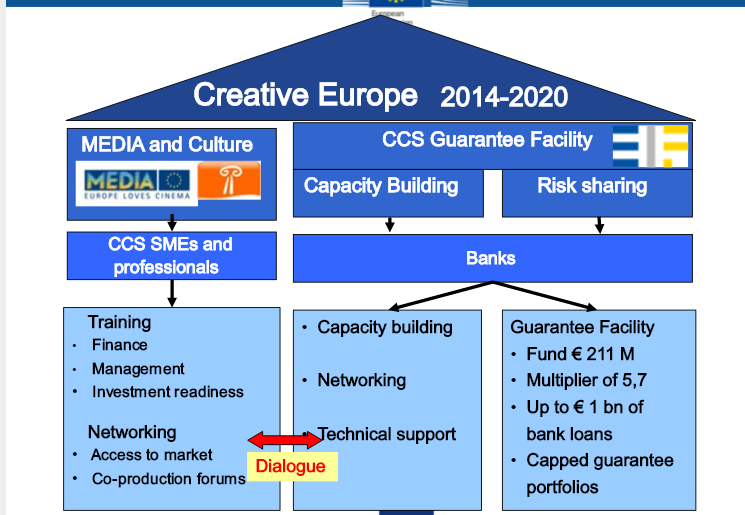 European
Creative Europe 2014-2020
MEDIA and Culture
MEDIA
EUROPE LOVES CINEMA
CCS Guarantee Facility
EIF
Capacity Building
Risk sharing
CCS SMEs and
professionals
Banks
Training
• Finance
• Management
• Investment readiness
Networking
• Access to market
• Co-production forums
Dialogue
• Capacity building
• Networking
• Technical support
Guarantee Facility
• Fund € 211 M
• Multiplier of 5,7
• Up to € 1 bn of
bank loans
• Capped guarantee
portfolios